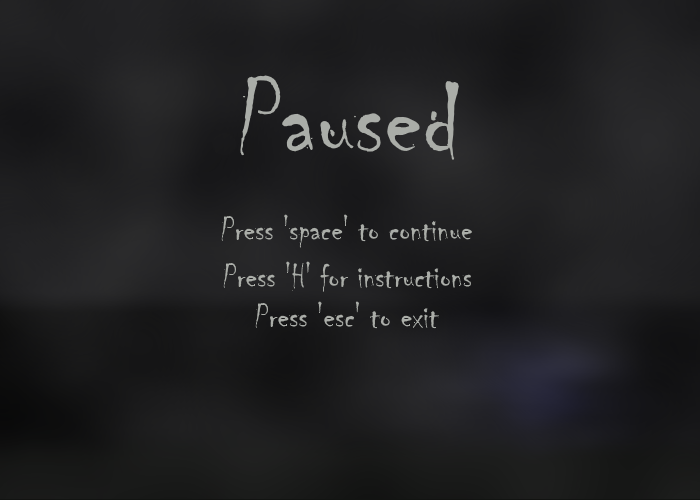 Paused
Press 'space' to continue
Press 'H' for instructions
Press 'esc' to exit